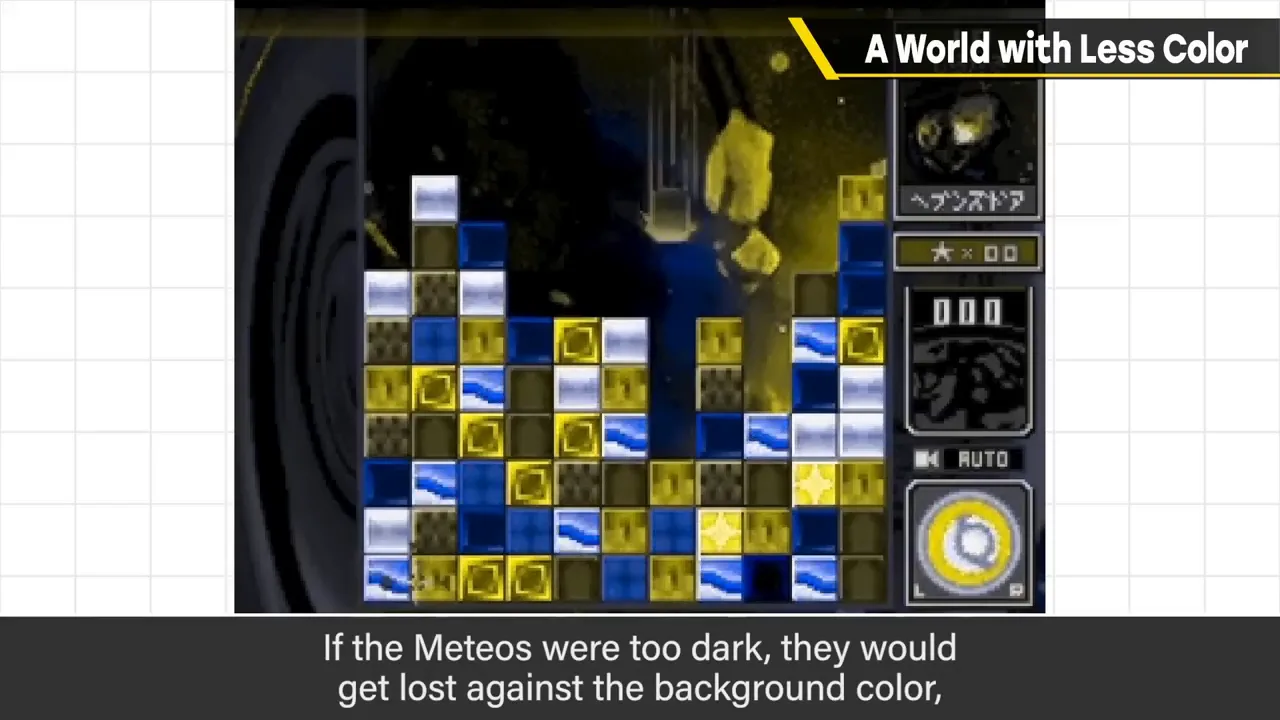 A World with Less Color
ヘブンズドア
★×00
000
AUTO
L R
If the Meteos were too dark, they would
get lost against the background color,